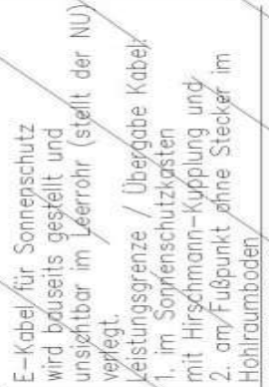 E-Kabel für Sonnenschutz
wird bauseits gestellt und
unsichtbar im Leerrohr (stellt der NU)
verlegt.
Leistungsgrenze / Übergabe Kabel:
1. im Sonnenschutzkasten
mit Hirschmann-Kupplung und
2. am Fußpunkt ohne Stecker im
Hohlraumboden